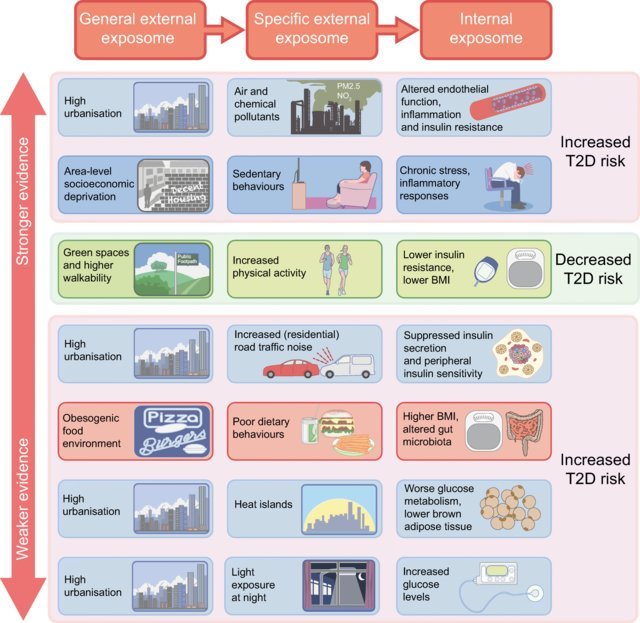 General external
exposome
Specific external
exposome
Internal
exposome
Stronger evidence
Weaker evidence
High
urbanisation
Air and
chemical
pollutants
PM2.5
NOx
Altered endothelial
function,
inflammation
and insulin resistance
Increased
T2D risk
Area-level
socioeconomic
deprivation
Decent
Housing
Sedentary
behaviours
Chronic stress,
inflammatory
responses
Green spaces
and higher
walkability
Public
Footpath
Increased
physical activity
Lower insulin
resistance,
lower BMI
Decreased
T2D risk
High
urbanisation
Increased (residential)
road traffic noise
Suppressed insulin
secretion
and peripheral
insulin sensitivity
Obesogenic
food
environment
Pizza
Burgers
Poor dietary
behaviours
Higher BMI,
altered gut
microbiota
Increased
T2D risk
High
urbanisation
Heat islands
Worse glucose
metabolism,
lower brown
adipose tissue
High
urbanisation
Light
exposure
at night
Increased
glucose
levels